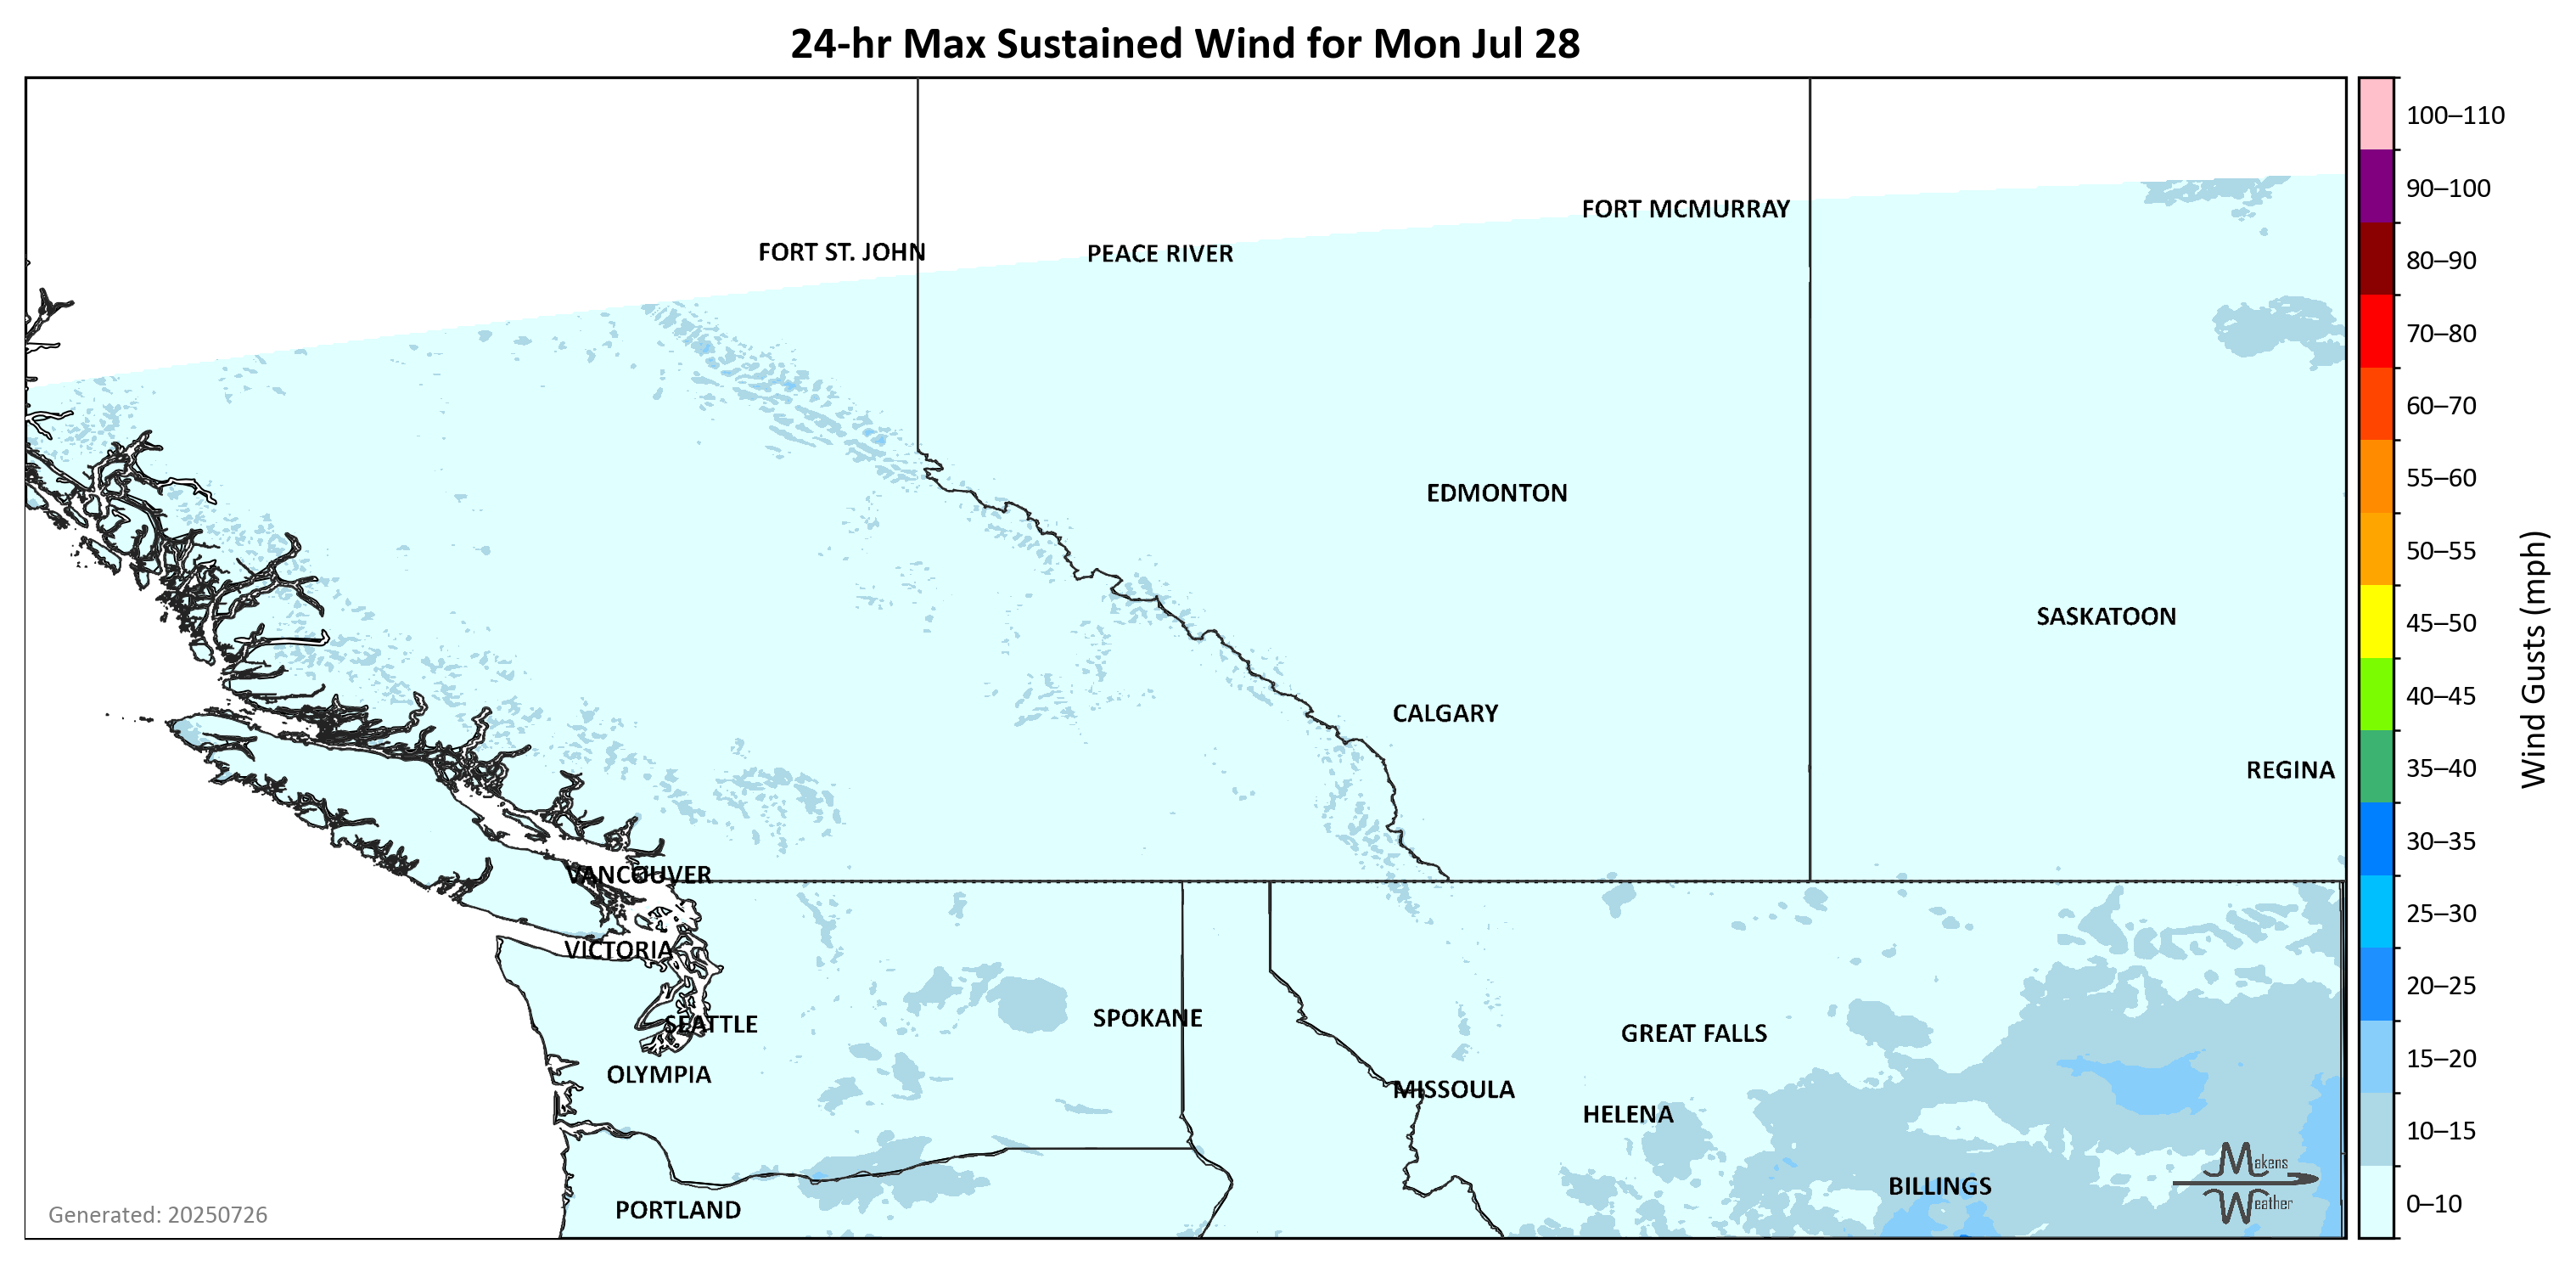 24-hr Max Sustained Wind for Mon Jul 28
100–110
FORT MCMURRAY
90–100
FORT ST. JOHN
PEACE RIVER
80–90
70–80
60–70
EDMONTON
55–60
50–55
SASKATOON
45–50
CALGARY
40–45
REGINA
35–40
Wind Gusts (mph)
30–35
VANCOUVER
25–30
VICTORIA
20–25
SEATTLE
SPOKANE
GREAT FALLS
15–20
OLYMPIA
MISSOULA
HELENA
10–15
Makens
Weather
BILLINGS
0–10
PORTLAND
Generated: 20250726